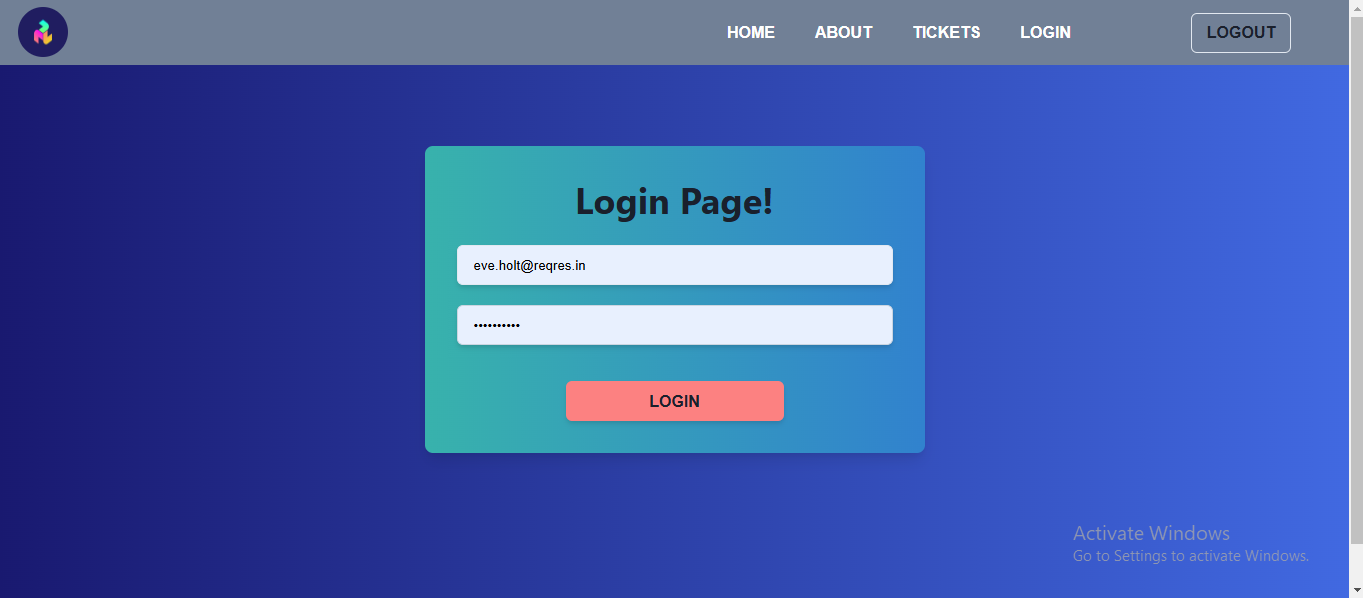 HOME ABOUT TICKETS LOGIN LOGOUT
Login Page!
eve.holt@reqres.in
••••••••••
LOGIN
Activate Windows
Go to Settings to activate Windows.